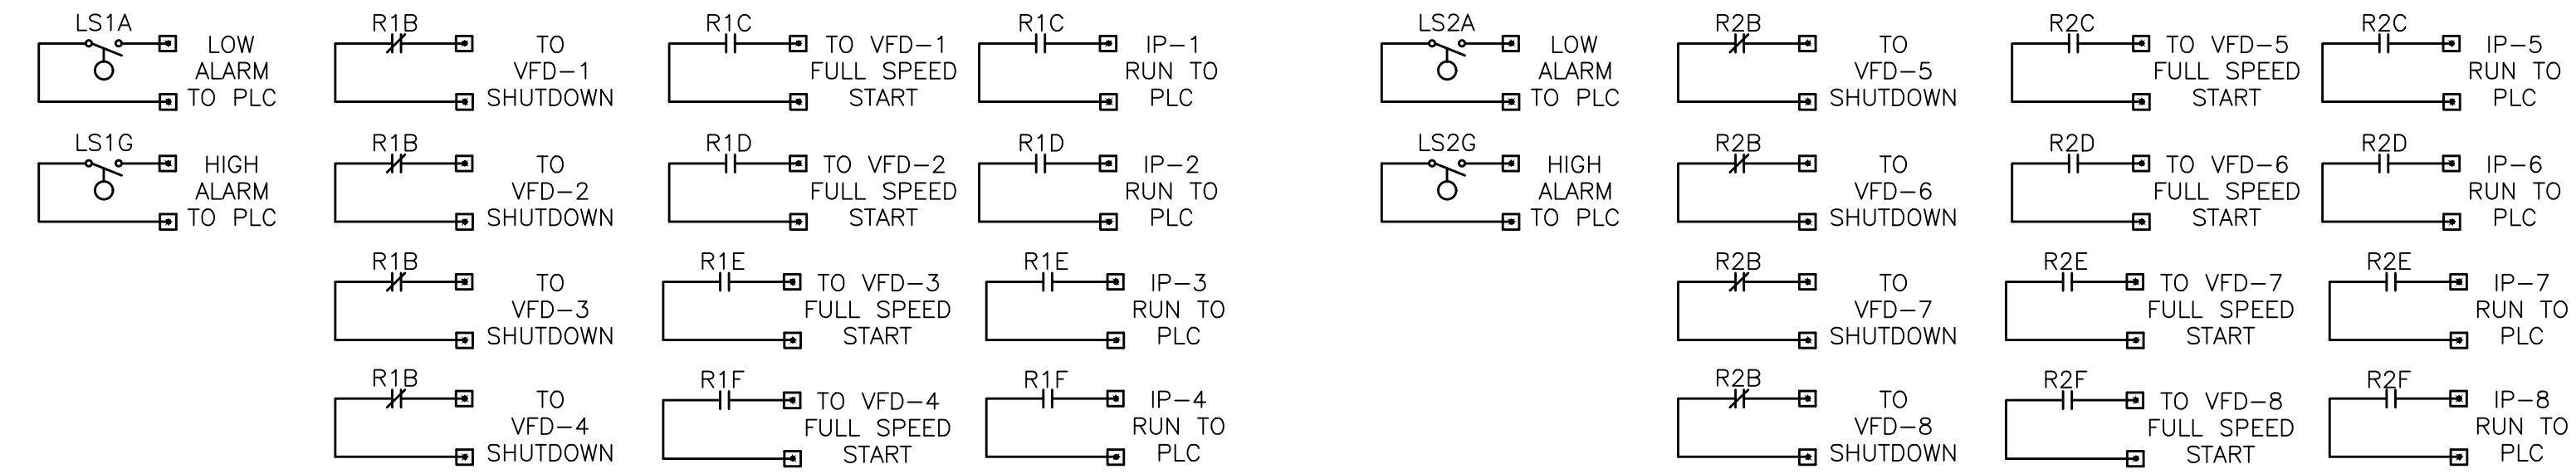 LS1A
LOW
ALARM
TO PLC
R1B
TO
VFD-1
SHUTDOWN
R1C
TO VFD-1
FULL SPEED
START
R1C
IP-1
RUN TO
PLC
LS2A
LOW
ALARM
TO PLC
R2B
TO
VFD-5
SHUTDOWN
R2C
TO VFD-5
FULL SPEED
START
R2C
IP-5
RUN TO
PLC
LS1G
HIGH
ALARM
TO PLC
R1B
TO
VFD-2
SHUTDOWN
R1D
TO VFD-2
FULL SPEED
START
R1D
IP-2
RUN TO
PLC
LS2G
HIGH
ALARM
TO PLC
R2B
TO
VFD-6
SHUTDOWN
R2D
TO VFD-6
FULL SPEED
START
R2D
IP-6
RUN TO
PLC
R1B
TO
VFD-3
SHUTDOWN
R1E
TO VFD-3
FULL SPEED
START
R1E
IP-3
RUN TO
PLC
R2B
TO
VFD-7
SHUTDOWN
R2E
TO VFD-7
FULL SPEED
START
R2E
IP-7
RUN TO
PLC
R1B
TO
VFD-4
SHUTDOWN
R1F
TO VFD-4
FULL SPEED
START
R1F
IP-4
RUN TO
PLC
R2B
TO
VFD-8
SHUTDOWN
R2F
TO VFD-8
FULL SPEED
START
R2F
IP-8
RUN TO
PLC